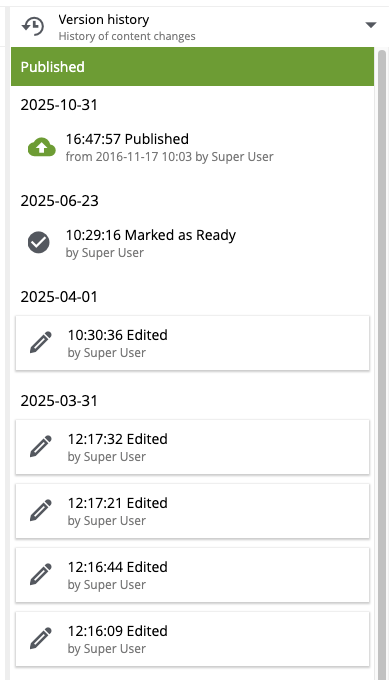 Version history
History of content changes
Published
2025-10-31
16:47:57 Published
from 2016-11-17 10:03 by Super User
2025-06-23
10:29:16 Marked as Ready
by Super User
2025-04-01
10:30:36 Edited
by Super User
2025-03-31
12:17:32 Edited
by Super User
12:17:21 Edited
by Super User
12:16:44 Edited
by Super User
12:16:09 Edited
by Super User